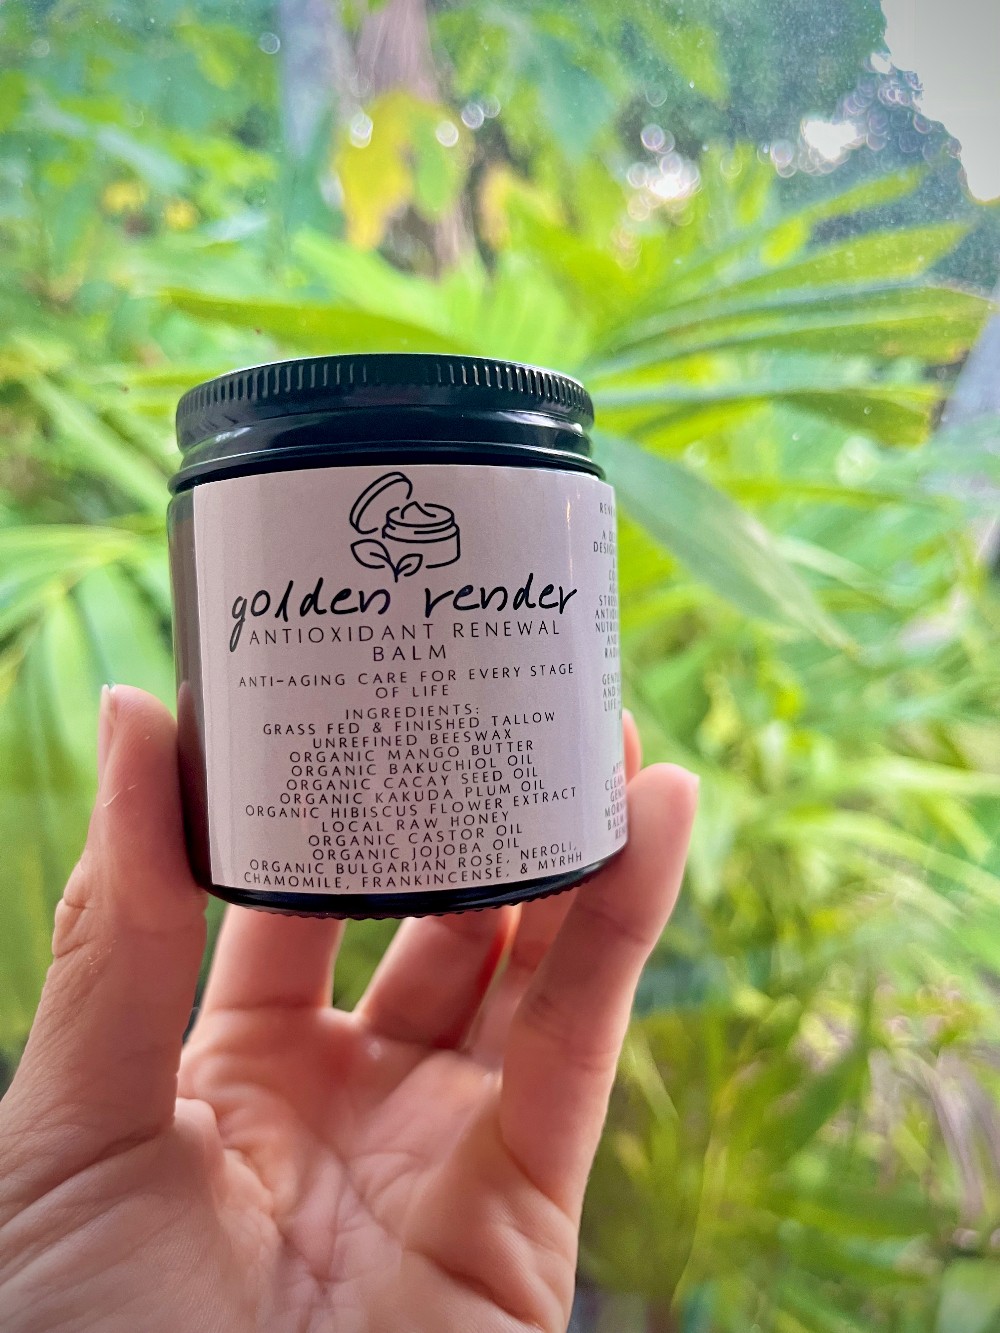 golden render
ANTIOXIDANT RENEWAL
BALM
ANTI-AGING CARE FOR EVERY STAGE
OF LIFE
INGREDIENTS:
GRASS FED & FINISHED TALLOW
UNREFINED BEESWAX
ORGANIC MANGO BUTTER
ORGANIC BAKUCHIOL OIL
ORGANIC CACAY SEED OIL
ORGANIC KAKUDA PLUM OIL
ORGANIC HIBISCUS FLOWER EXTRACT
LOCAL RAW HONEY
ORGANIC CASTOR OIL
ORGANIC JOJOBA OIL
ORGANIC BULGARIAN ROSE, NEROLI,
CHAMOMILE, FRANKINCENSE, & MYRHH